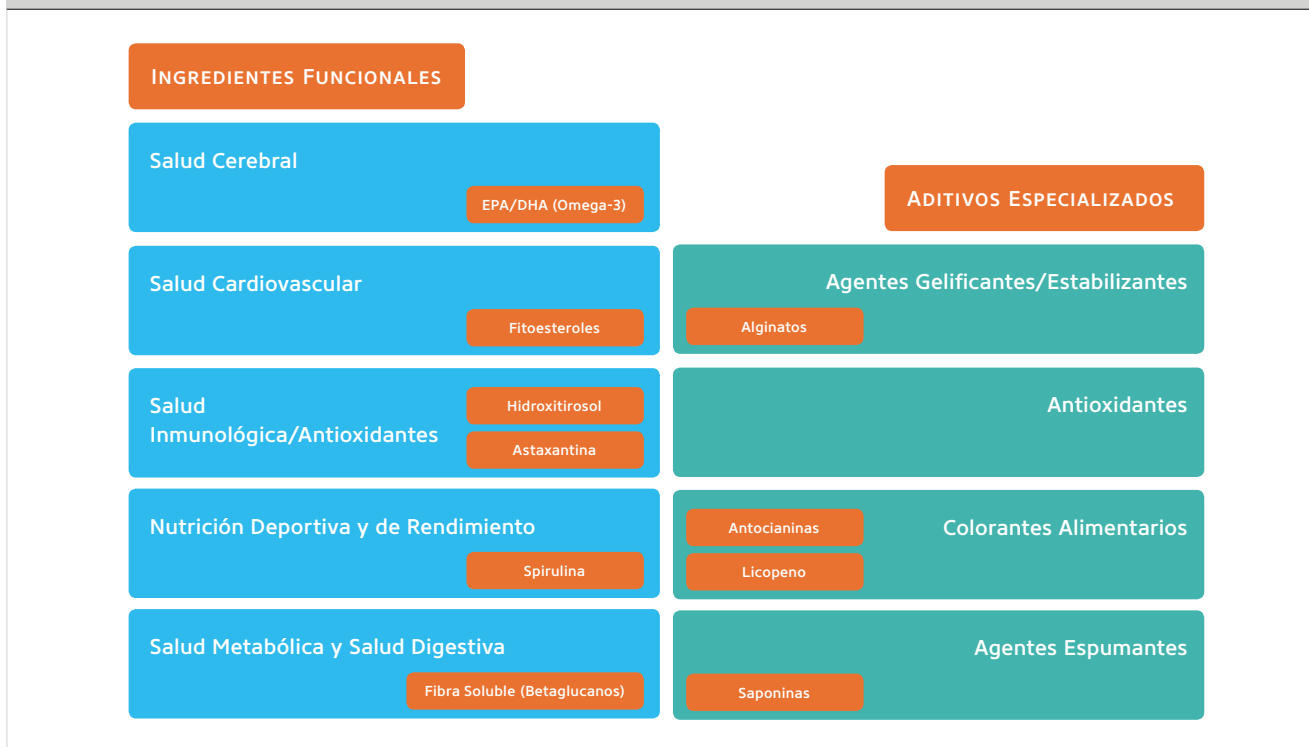 INGREDIENTES FUNCIONALES
Salud Cerebral
EPA/DHA (Omega-3)
Salud Cardiovascular
Fitoesteroles
Salud
Inmunológica/Antioxidantes
Hidroxitirosol
Astaxantina
Nutrición Deportiva y de Rendimiento
Spirulina
Salud Metabólica y Salud Digestiva
Fibra Soluble (Betaglucanos)
ADITIVOS ESPECIALIZADOS
Agentes Gelificantes/Estabilizantes
Alginatos
Antioxidantes
Colorantes Alimentarios
Antocianinas
Licopeno
Agentes Espumantes
Saponinas